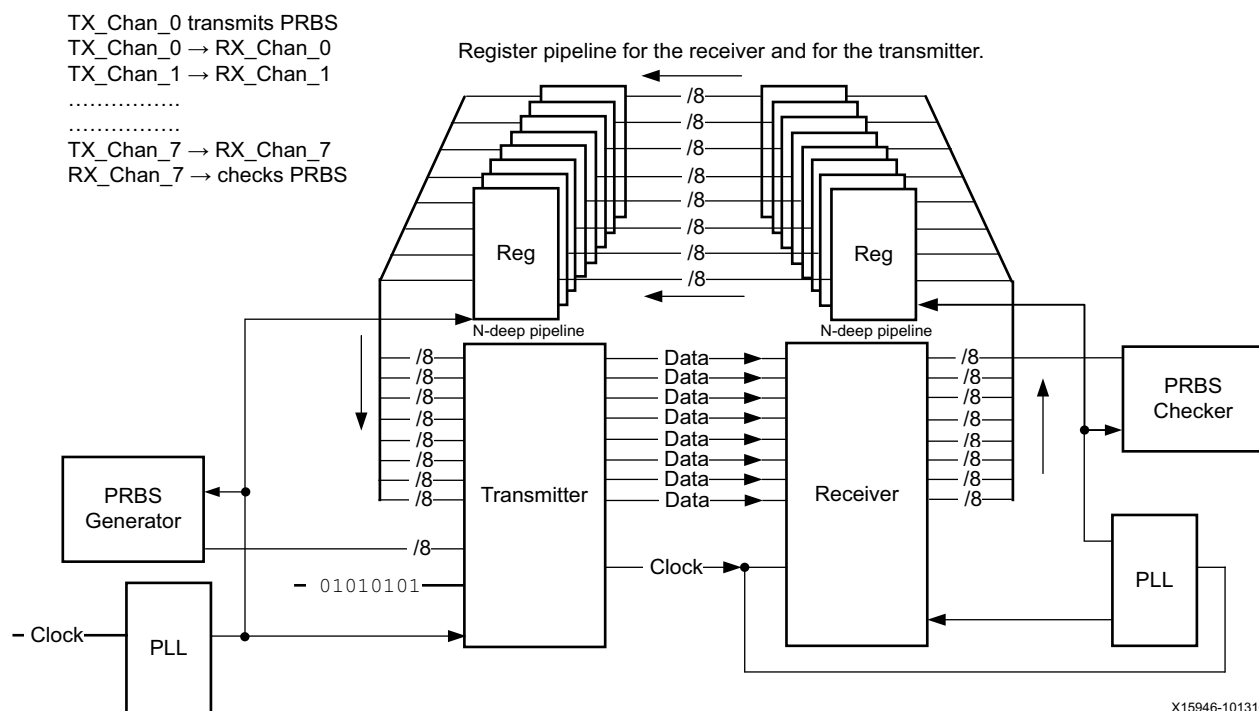 TX_Chan_0 transmits PRBS
TX_Chan_0 → RX_Chan_0
TX_Chan_1 → RX_Chan_1
................
................
TX_Chan_7 → RX_Chan_7
RX_Chan_7 → checks PRBS
Register pipeline for the receiver and for the transmitter.
/8
/8
/8
/8
/8
/8
/8
Reg
Reg
N-deep pipeline
N-deep pipeline
/8
/8
/8
/8
/8
/8
/8
/8
Transmitter
Data
Data
Data
Data
Data
Data
Data
Data
Receiver
/8
/8
/8
/8
/8
/8
/8
/8
PRBS
Checker
PRBS
Generator
/8
01010101
Clock
PLL
Clock
PLL
X15946-10131